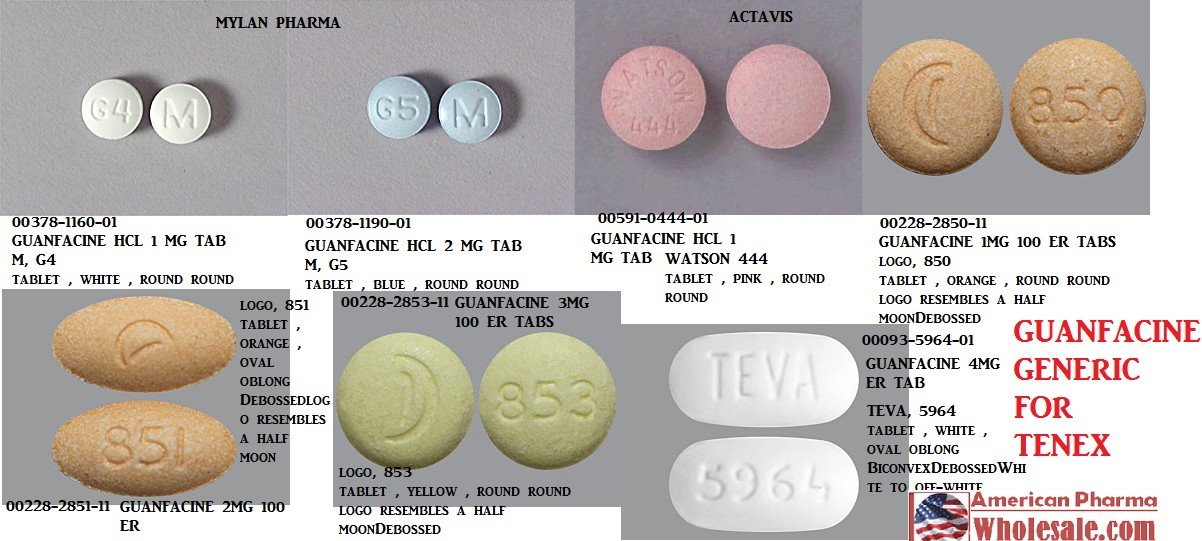 MYLAN PHARMA
ACTAVIS
G4 M
G5 M
WATSON
444
850
00378-1160-01
GUANFACINE HCL 1 MG TAB
M, G4
TABLET , WHITE , ROUND ROUND
00378-1190-01
GUANFACINE HCL 2 MG TAB
M, G5
TABLET , BLUE , ROUND ROUND
00591-0444-01
GUANFACINE HCL 1
MG TAB WATSON 444
TABLET , PINK , ROUND
ROUND
00228-2850-11
GUANFACINE 1MG 100 ER TABS
LOGO, 850
TABLET , ORANGE , ROUND ROUND
LOGO RESEMBLES A HALF
MOONDEBOSSED
851
LOGO, 851
TABLET ,
ORANGE ,
OVAL
OBLONG
DEBOSSEDLOG
O RESEMBLES
A HALF
MOON
00228-2851-11 GUANFACINE 2MG 100
ER
00228-2853-11 GUANFACINE 3MG
100 ER TABS
853
LOGO, 853
TABLET , YELLOW , ROUND ROUND
LOGO RESEMBLES A HALF
MOONDEBOSSED
TEVA
5964
00093-5964-01
GUANFACINE 4MG
ER TAB
TEVA, 5964
TABLET , WHITE ,
OVAL OBLONG
BICONVEXDEBOSSEDWHI
TE TO OFF-WHITE
GUANFACINE
GENERIC
FOR
TENEX
American Pharma
Wholesale.com